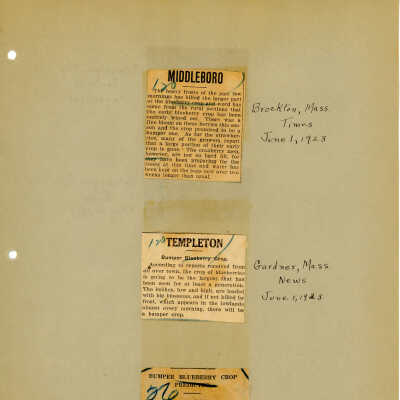 MIDDLEBORO
The heavy frosts of the past few
mornings has killed the larger part
of the blueberry crop and word has
come from the rural sections that
the early blueberry crop has been
entirely wiped out. There was a
fine bloom on these berries this sea-
son and the crop promised to be a
bumper one. As for the strawber-
ries, many of the growers report
that a large portion of their early
crop is gone. The cranberry men,
however, are not so hard hit, for
they have been preparing for the
frosts at this time and water has
been kept on the bogs now over two
weeks longer than usual.
Brockton, Mass.
Times
June 1, 1923
120
TEMPLETON
Bumper Blueberry Crop.
According to reports received from
all over town, the crop of blueberries
is going to be the largest that has
been seen for at least a generation.
The bushes, low and high, are loaded
with big blossoms, and if not killed by
frost, which appears in the lowlands
almost every morning, there will be
a bumper crop.
Gardner, Mass.
News
June 1, 1923
BUMPER BLUEBERRY CROP